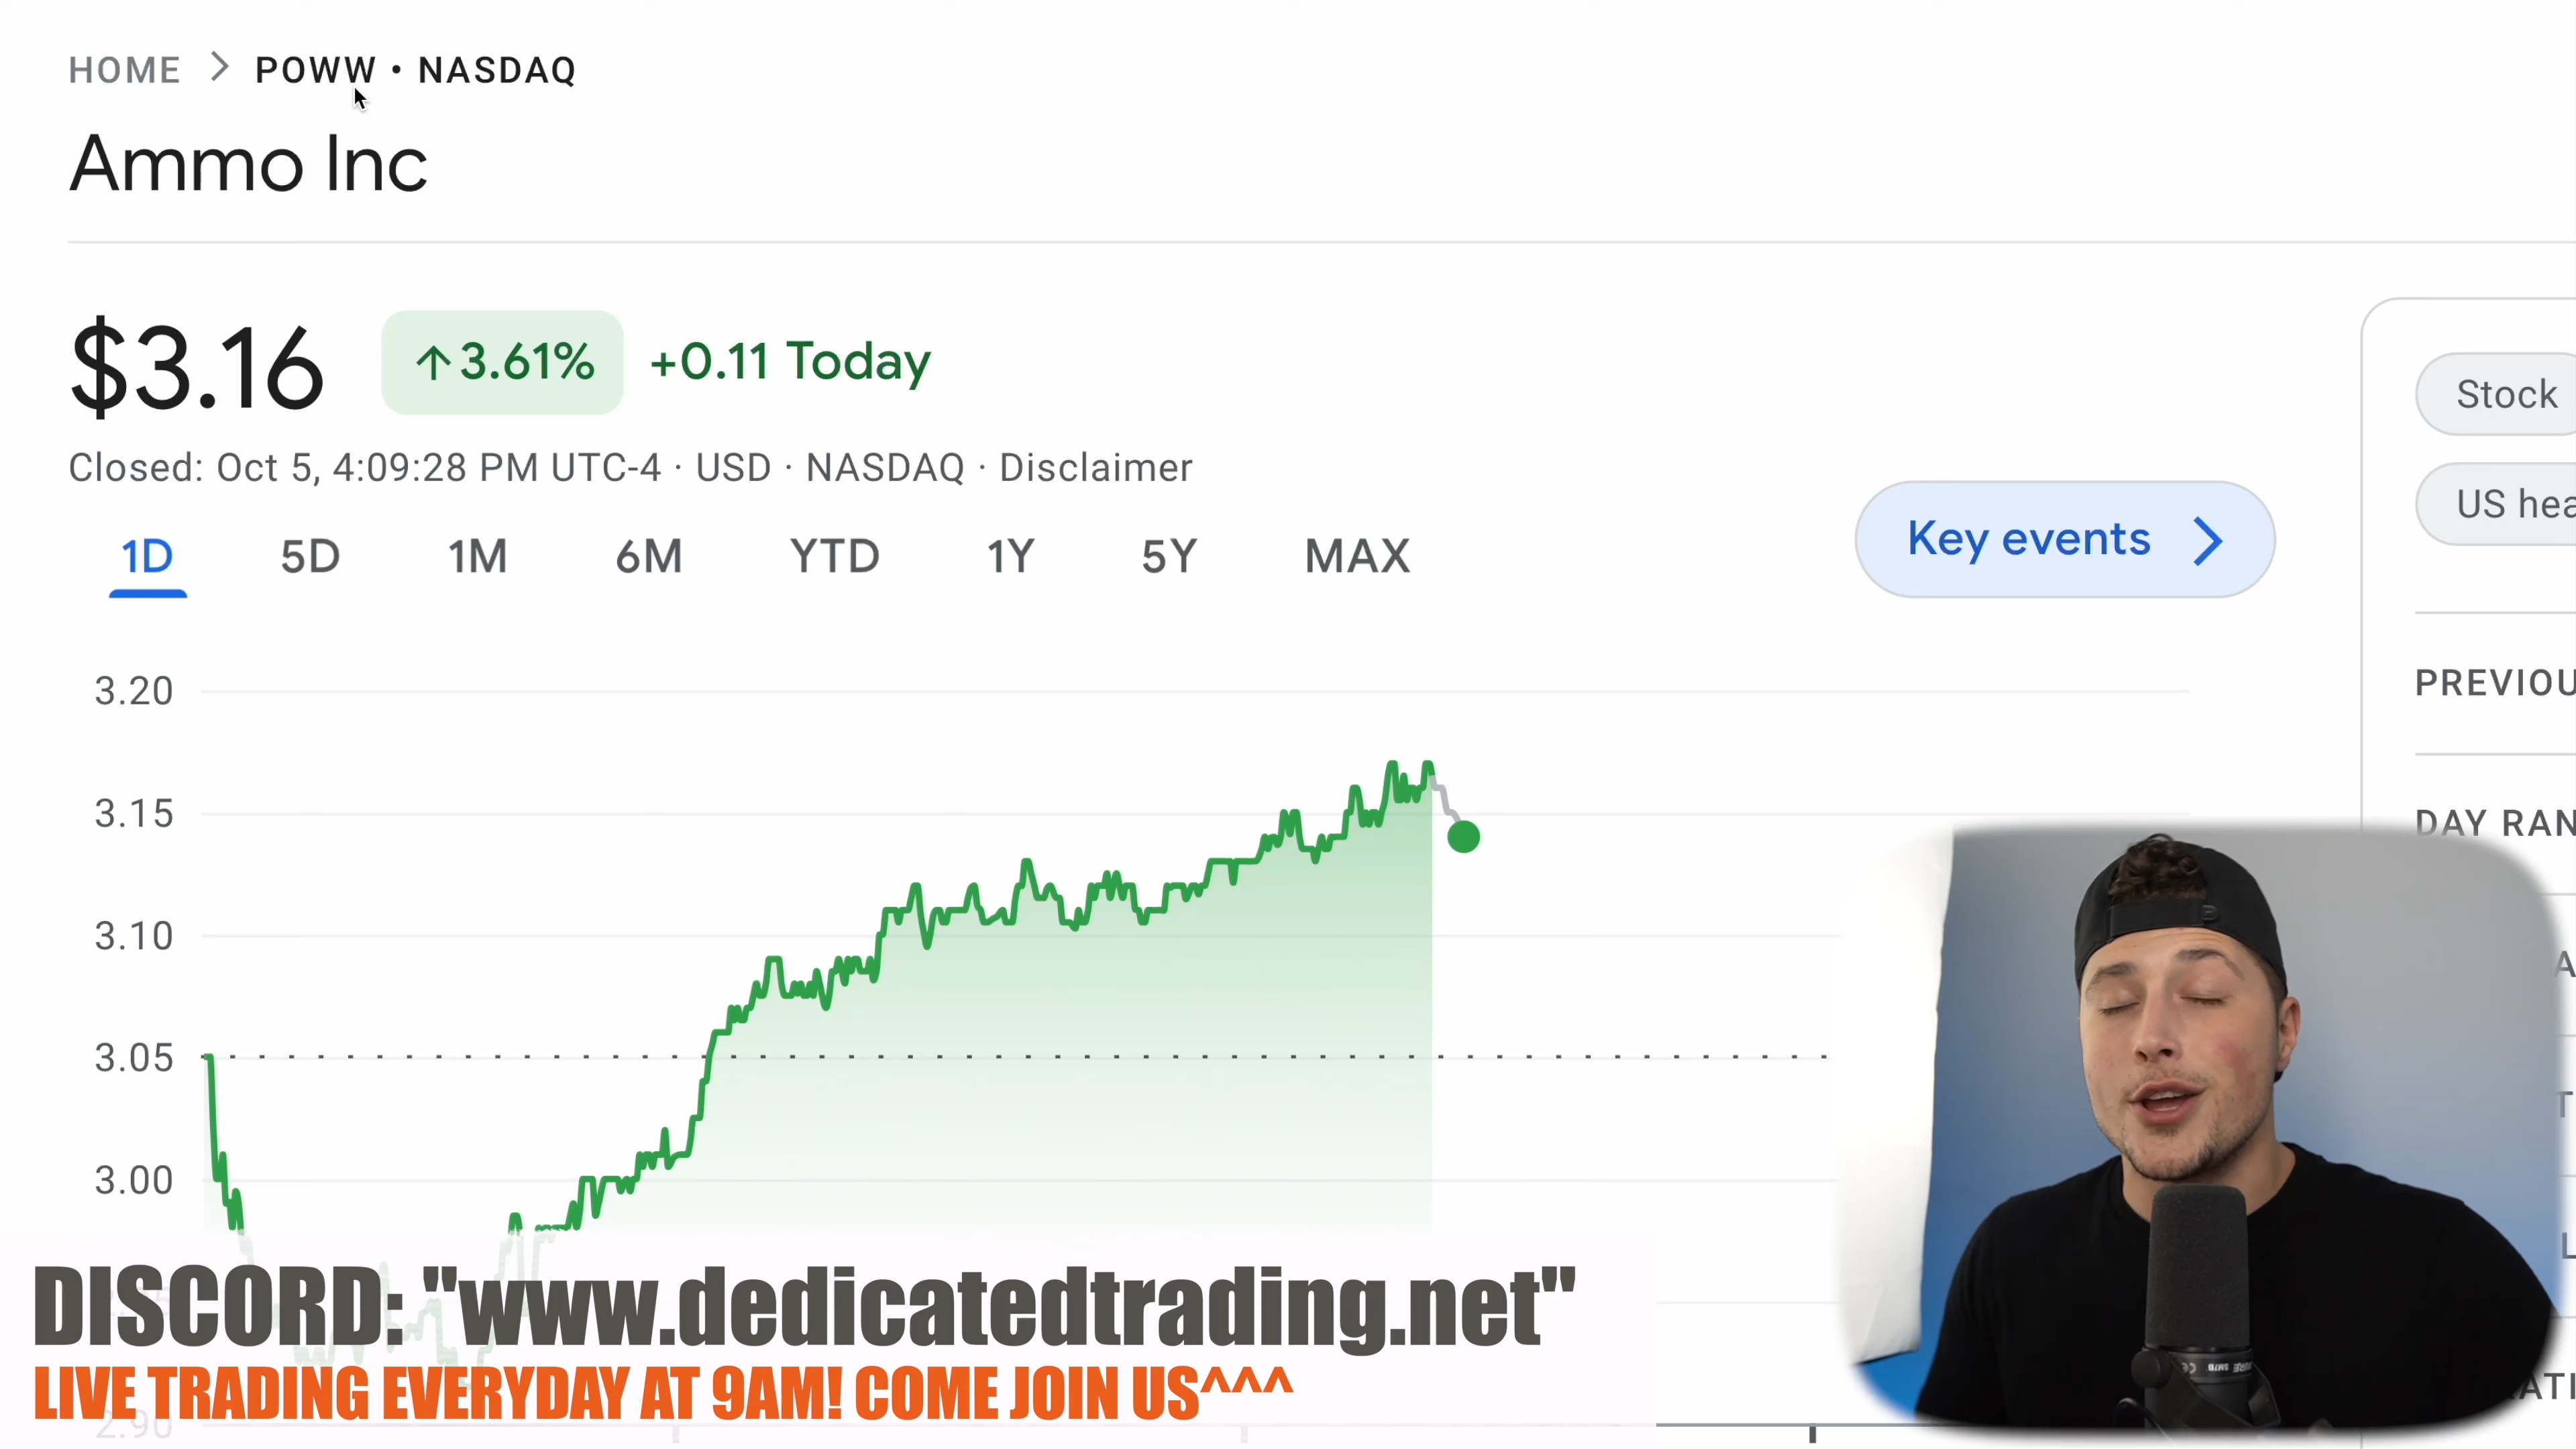 HOME > POWW • NASDAQ
Ammo Inc
$3.16 ↑3.61% +0.11 Today
Closed: Oct 5, 4:09:28 PM UTC-4 · USD · NASDAQ · Disclaimer
1D 5D 1M 6M YTD 1Y 5Y MAX
Key events >
Stock
US hea
PREVIOU
DAY RAN
3.20
3.15
3.10
3.05
3.00
DISCORD: "www.dedicatedtrading.net"
LIVE TRADING EVERYDAY AT 9AM! COME JOIN US^^^
2.90